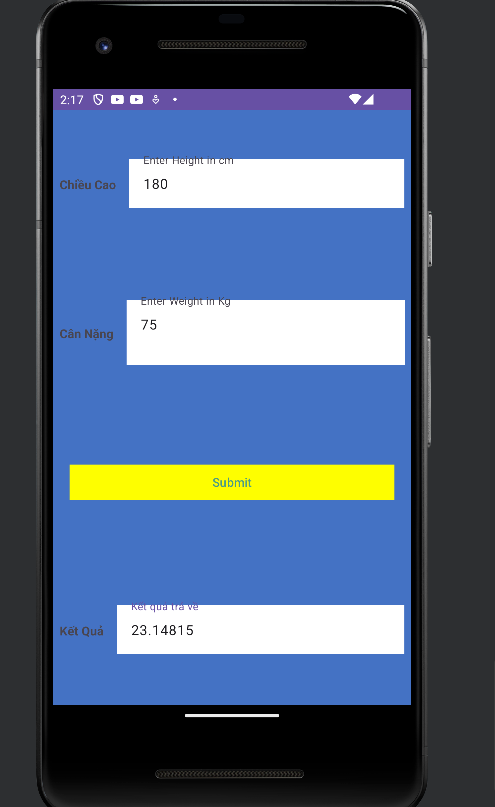 2:17
Enter Height in cm
Chiều Cao
180
Enter Weight in Kg
75
Cân Nặng
Submit
Kết quả trả về
Kết Quả
23.14815